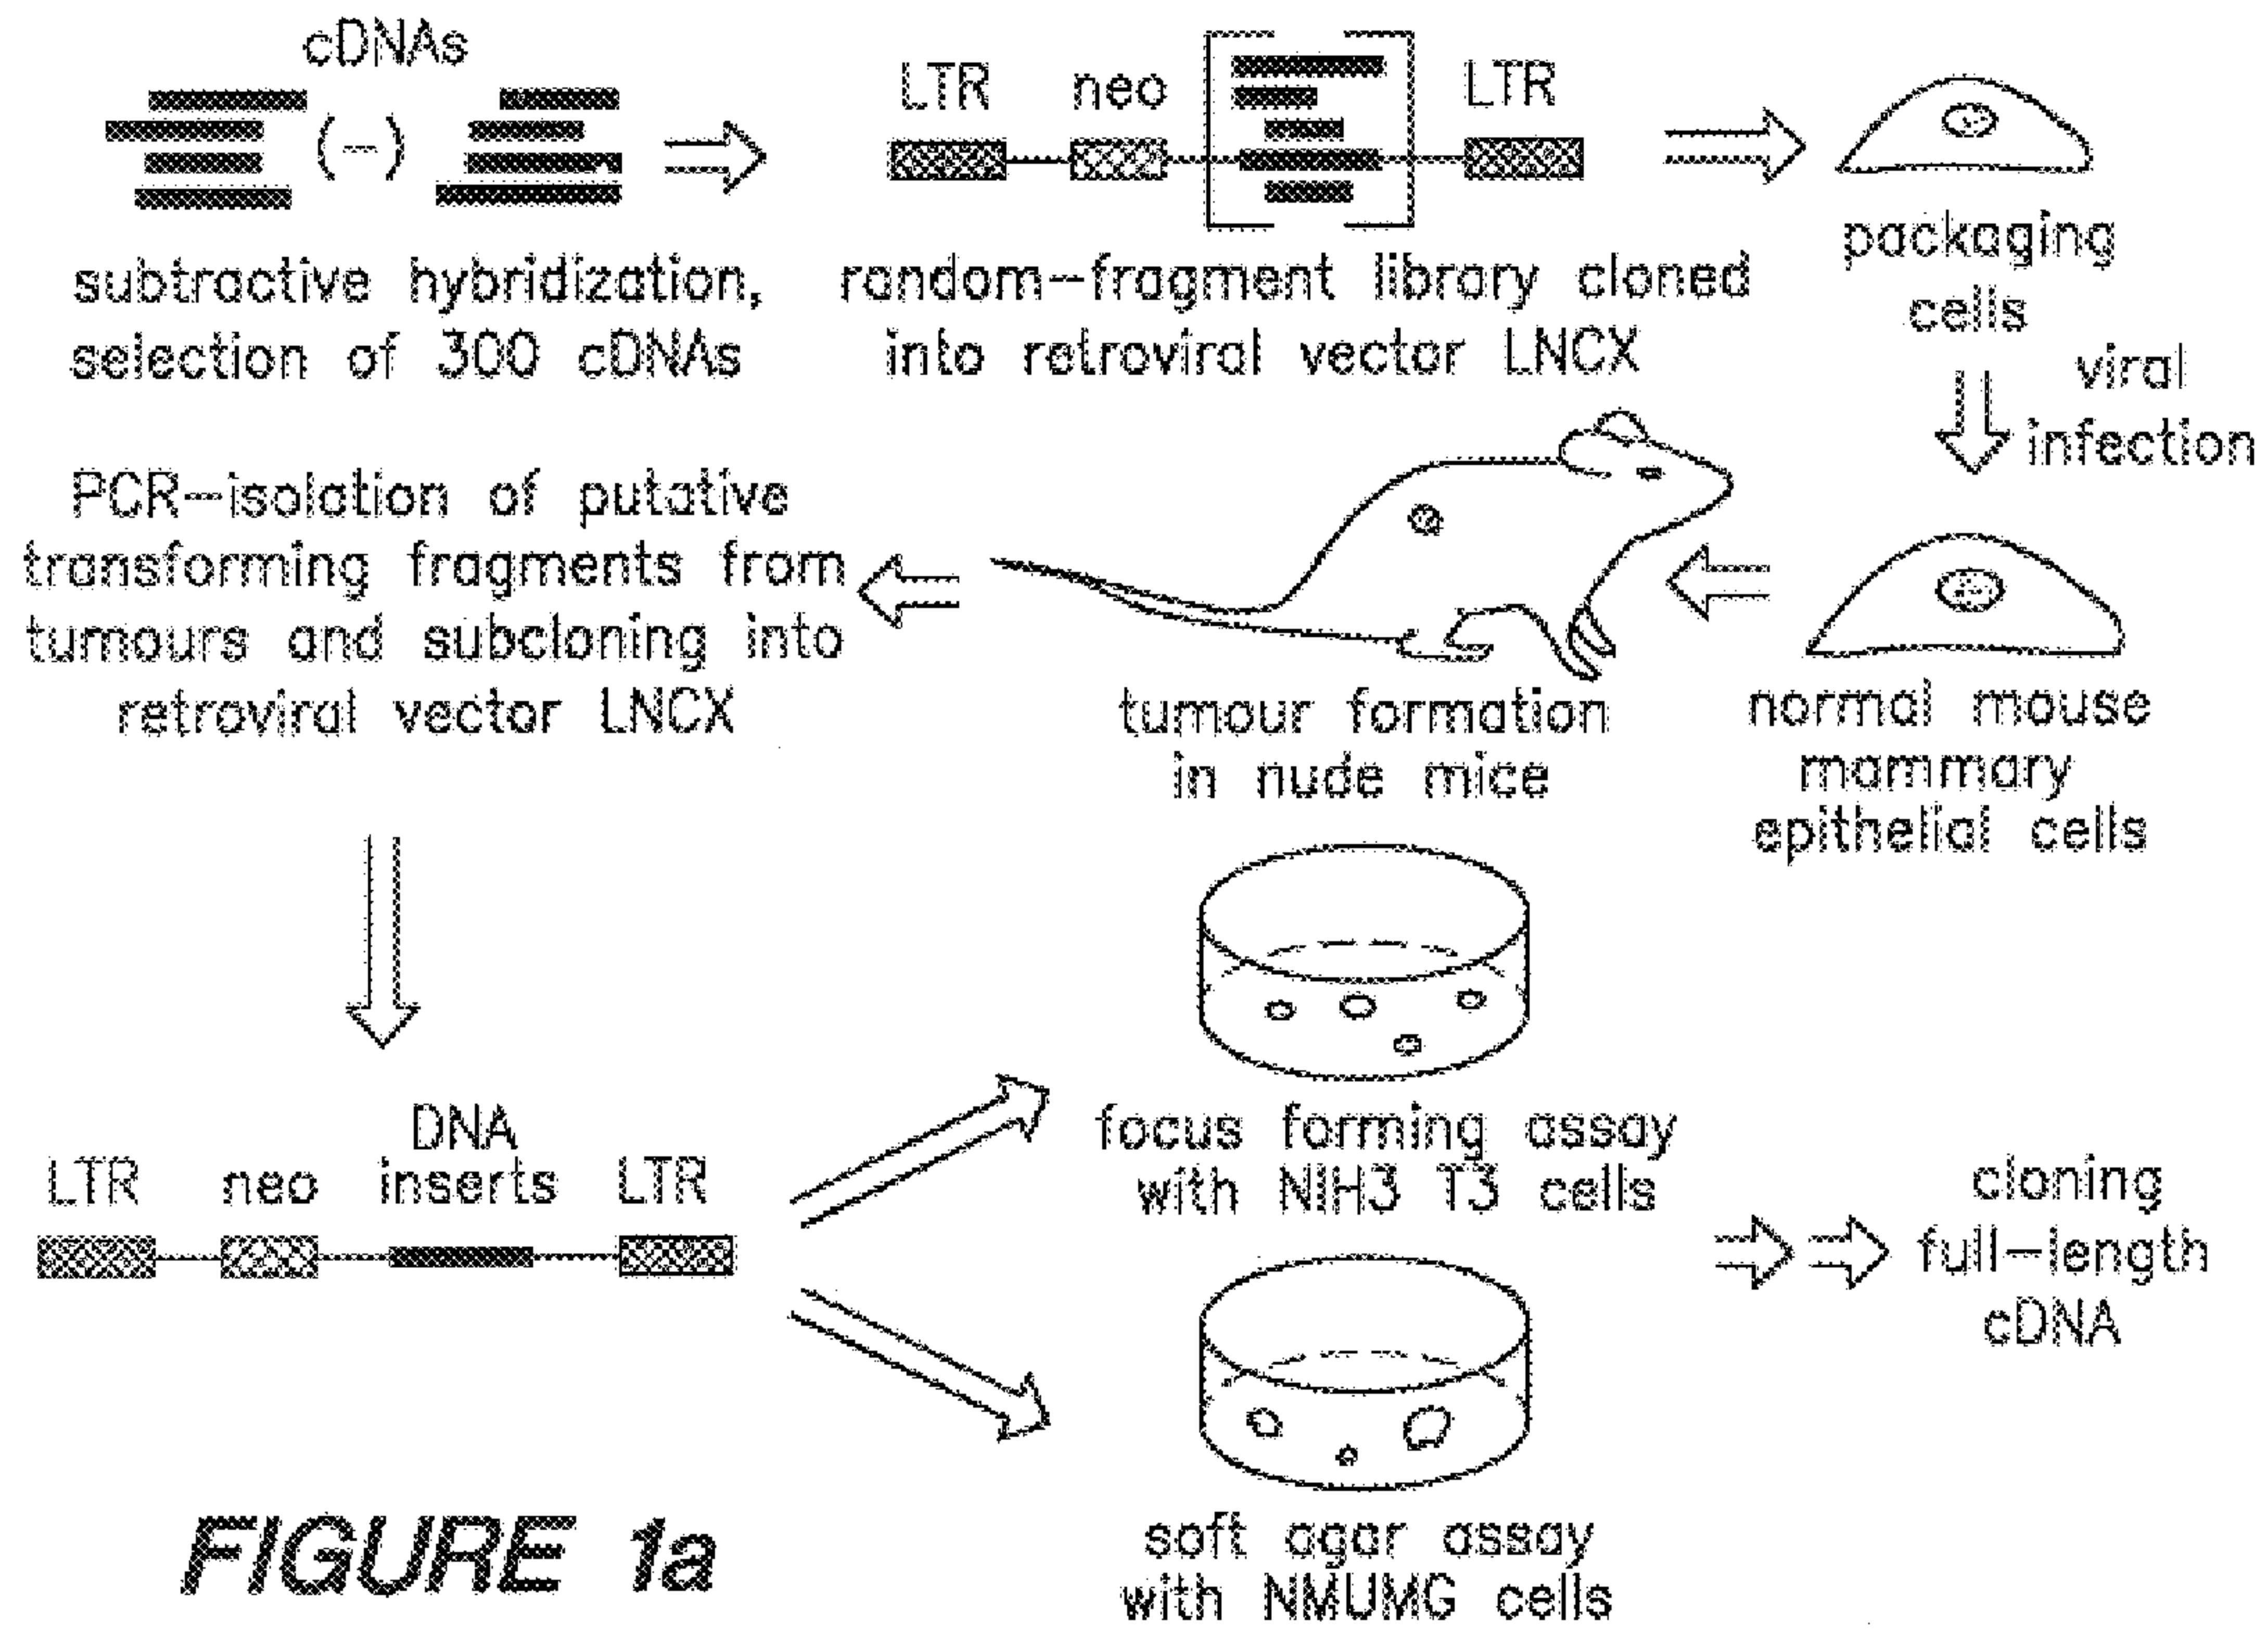 cDNAs
(-)
subtractive hybridization,
selection of 300 cDNAs
LTR neo LTR
random-fragment library cloned
into retroviral vector LNCX
packaging
cells
viral
infection
normal mouse
mammary
epithelial cells
tumour formation
in nude mice
PCR-isolation of putative
transforming fragments from
tumours and subcloning into
retroviral vector LNCX
DNA
LTR neo inserts LTR
focus forming assay
with NIH3 T3 cells
soft agar assay
with NMUMG cells
cloning
full-length
cDNA
FIGURE 1a